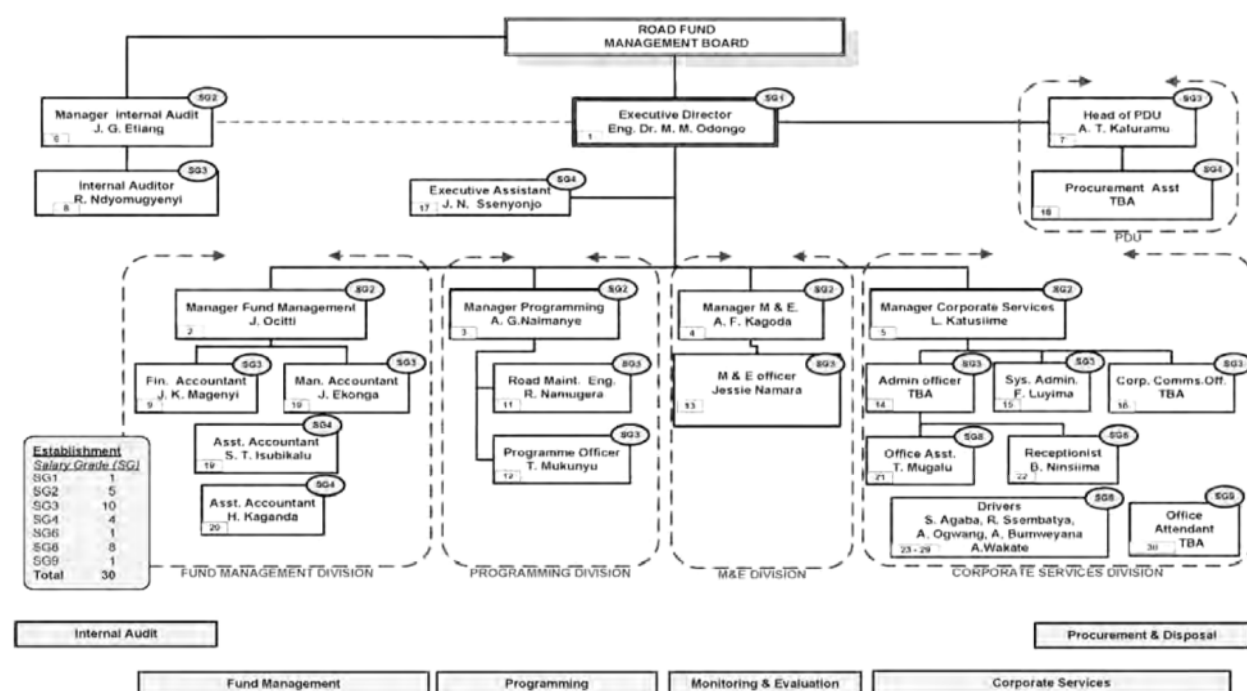 ROAD FUND
MANAGEMENT BOARD
SG2
Manager Internal Audit
J. G. Etiang
6
SG1
Executive Director
Eng. Dr. M. M. Odongo
1
SG3
Head of PDU
A. T. Kaluramu
7
SG3
Internal Auditor
R. Ndyomugyenyi
8
SG4
Executive Assistant
J. N. Ssenyonjo
17
SG4
Procurement Asst
TBA
18
PDU
SG2
Manager Fund Management
J. Ocitti
2
SG2
Manager Programming
A. G.Naimanye
3
SG2
Manager M & E.
A. F. Kagoda
4
SG2
Manager Corporate Services
L. Katusiime
5
SG3
Fin. Accountant
J. K. Magenyi
9
SG3
Man. Accountant
J. Ekonga
10
Road Maint. Eng.
R. Namugera
11
SG3
M & E officer
Jessie Namara
13
SG3
Admin officer
TBA
14
SG3
Sys. Admin.
F. Luyima
15
SG3
Corp. Comms.Off.
TBA
16
SG4
Asst. Accountant
S. T. Isubikalu
19
SG3
Programme Officer
T. Mukunyu
12
Office Asst.
T. Mugalu
21
SG6
Receptionist
B. Ninsiima
22
SG4
Asst. Accountant
H. Kaganda
20
SG8
Drivers
S. Agaba, R. Ssembatya,
A. Ogwang, A. Bumweyana
A.Wakate
23 - 29
SG9
Office
Attendant
TBA
30
Establishment
Salary Grade (SG)
SG1 1
SG2 5
SG3 10
SG4 4
SG6 1
SG8 8
SG9 1
Total 30
FUND MANAGEMENT DIVISION
PROGRAMMING DIVISION
M&E DIVISION
CORPORATE SERVICES DIVISION
Internal Audit
Procurement & Disposal
Fund Management
Programming
Monitoring & Evaluation
Corporate Services